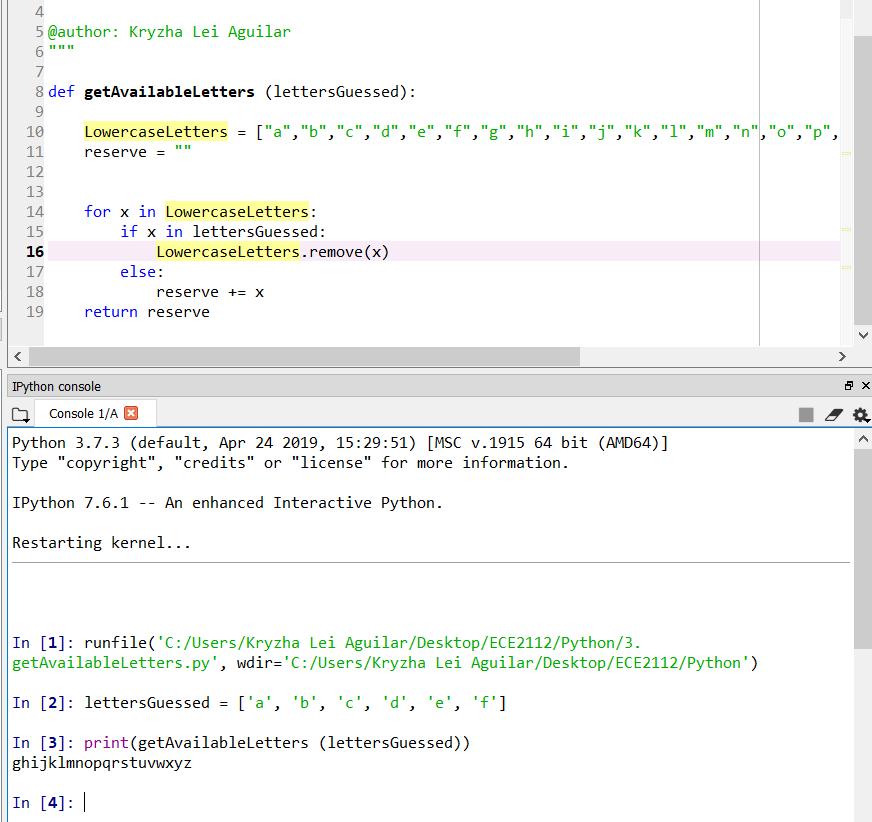 4
5 @author: Kryzha Lei Aguilar
6 """
7
8 def getAvailableLetters (lettersGuessed):
9
10 LowercaseLetters = ["a","b","c","d","e","f","g","h","i","j","k","l","m","n","o","p",
11 reserve = ""
12
13
14 for x in LowercaseLetters:
15 if x in lettersGuessed:
16 LowercaseLetters.remove(x)
17 else:
18 reserve += x
19 return reserve
IPython console
Console 1/A
Python 3.7.3 (default, Apr 24 2019, 15:29:51) [MSC v.1915 64 bit (AMD64)]
Type "copyright", "credits" or "license" for more information.
IPython 7.6.1 -- An enhanced Interactive Python.
Restarting kernel...
In [1]: runfile('C:/Users/Kryzha Lei Aguilar/Desktop/ECE2112/Python/3.
getAvailableLetters.py', wdir='C:/Users/Kryzha Lei Aguilar/Desktop/ECE2112/Python')
In [2]: lettersGuessed = ['a', 'b', 'c', 'd', 'e', 'f']
In [3]: print(getAvailableLetters (lettersGuessed))
ghijklmnopqrstuvwxyz
In [4]: